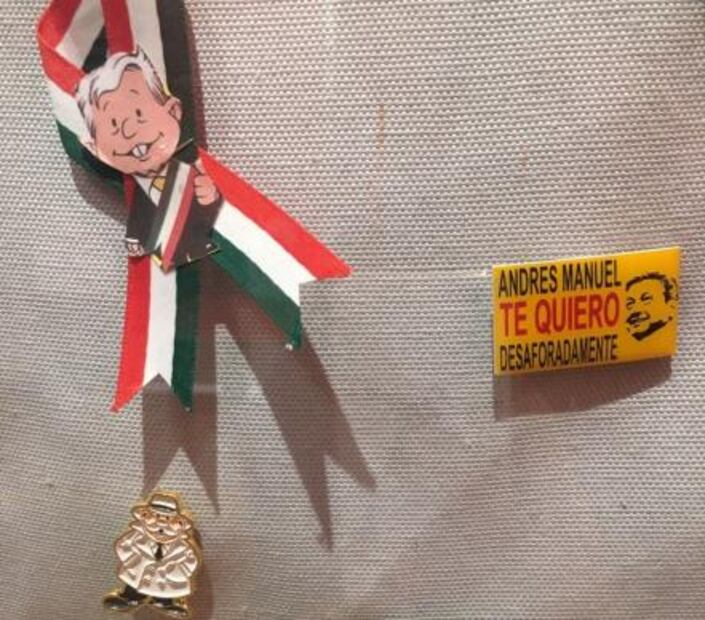 ANDRES MANUEL
TE QUIERO
DESAFORADAMENTE